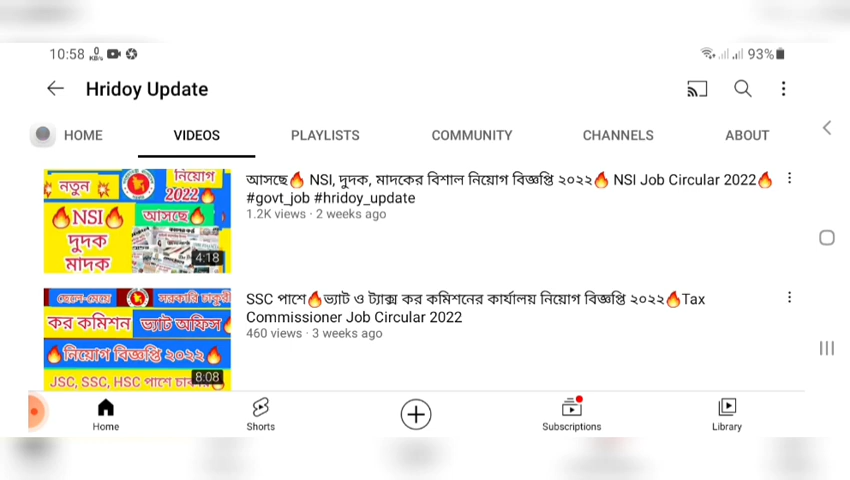 10:58 0 KB/s 93%
Hridoy Update
HOME VIDEOS PLAYLISTS COMMUNITY CHANNELS ABOUT
নতুন নিয়োগ
2022🔥
🔥NSI🔥 আসছে🔥
দুদক
মাদক
4:18
আসছে🔥 NSI, দুদক, মাদকের বিশাল নিয়োগ বিজ্ঞপ্তি ২০২২🔥 NSI Job Circular 2022🔥
#govt_job #hridoy_update
1.2K views · 2 weeks ago
ছেলে-মেয়ে সরকারি চাকুরী
কর কমিশন ভ্যাট অফিস
🔥নিয়োগ বিজ্ঞপ্তি ২০২২🔥
JSC, SSC, HSC পাশে
8:08
SSC পাশে🔥ভ্যাট ও ট্যাক্স কর কমিশনের কার্যালয় নিয়োগ বিজ্ঞপ্তি ২০২২🔥Tax
Commissioner Job Circular 2022
460 views · 3 weeks ago
Home Shorts Subscriptions Library